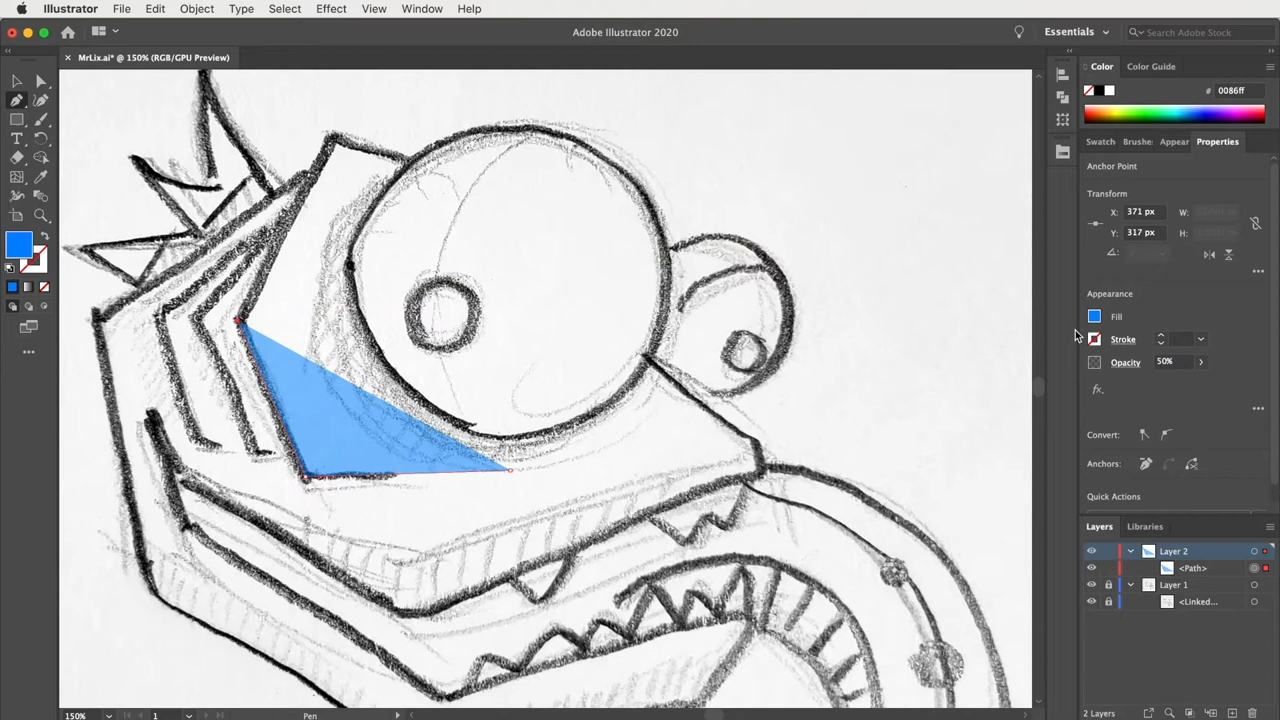 Illustrator File Edit Object Type Select Effect View Window Help
Adobe Illustrator 2020
Essentials
Search Adobe Stock
MrLix.ai* @ 150% (RGB/GPU Preview)
Color Color Guide
# 0086ff
Swatch Brushe Appear Properties
Anchor Point
Transform
X: 371 px W:
Y: 317 px H:
Appearance
Fill
Stroke
Opacity 50%
fx.
Convert:
Anchors:
Quick Actions
Layers Libraries
Layer 2
<Path>
Layer 1
<Linked...
150% 1 Pen 2 Layers